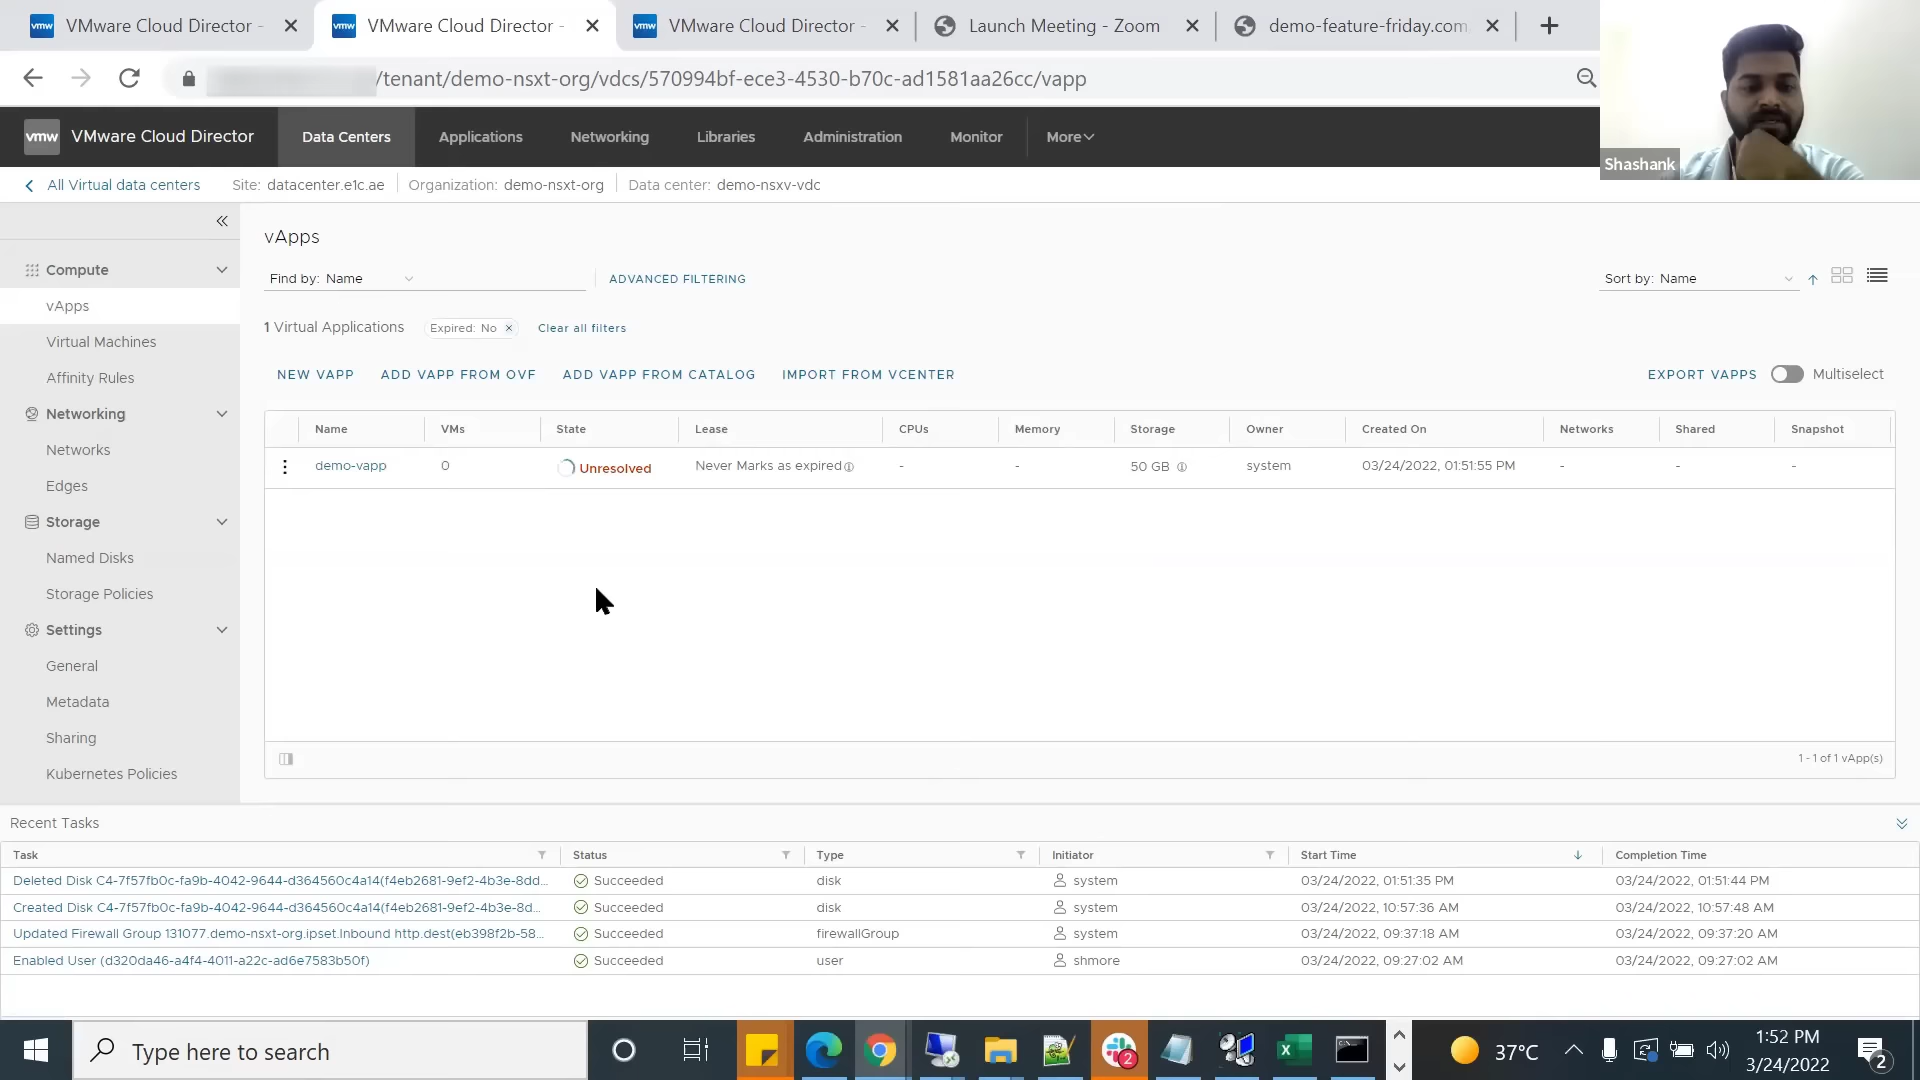 VMware Cloud Director -
VMware Cloud Director -
VMware Cloud Director -
Launch Meeting - Zoom
demo-feature-friday.com
/tenant/demo-nsxt-org/vdcs/570994bf-ece3-4530-b70c-ad1581aa26cc/vapp
vmw VMware Cloud Director Data Centers Applications Networking Libraries Administration Monitor More
Shashank
All Virtual data centers Site: datacenter.e1c.ae Organization: demo-nsxt-org Data center: demo-nsxv-vdc
Compute
vApps
Virtual Machines
Affinity Rules
Networking
Networks
Edges
Storage
Named Disks
Storage Policies
Settings
General
Metadata
Sharing
Kubernetes Policies
vApps
Find by: Name ADVANCED FILTERING Sort by: Name
1 Virtual Applications Expired: No × Clear all filters
NEW VAPP ADD VAPP FROM OVF ADD VAPP FROM CATALOG IMPORT FROM VCENTER EXPORT VAPPS Multiselect
Name VMs State Lease CPUs Memory Storage Owner Created On Networks Shared Snapshot
demo-vapp 0 Unresolved Never Marks as expired - - 50 GB system 03/24/2022, 01:51:55 PM - - -
1 - 1 of 1 vApp(s)
Recent Tasks
Task Status Type Initiator Start Time Completion Time
Deleted Disk C4-7f57fb0c-fa9b-4042-9644-d364560c4a14(f4eb2681-9ef2-4b3e-8dd... Succeeded disk system 03/24/2022, 01:51:35 PM 03/24/2022, 01:51:44 PM
Created Disk C4-7f57fb0c-fa9b-4042-9644-d364560c4a14(f4eb2681-9ef2-4b3e-8d... Succeeded disk system 03/24/2022, 10:57:36 AM 03/24/2022, 10:57:48 AM
Updated Firewall Group 131077.demo-nsxt-org.ipset.Inbound http.dest(eb398f2b-58... Succeeded firewallGroup system 03/24/2022, 09:37:18 AM 03/24/2022, 09:37:20 AM
Enabled User (d320da46-a4f4-4011-a22c-ad6e7583b50f) Succeeded user shmore 03/24/2022, 09:27:02 AM 03/24/2022, 09:27:02 AM
Type here to search
2
37°C
1:52 PM
3/24/2022
2